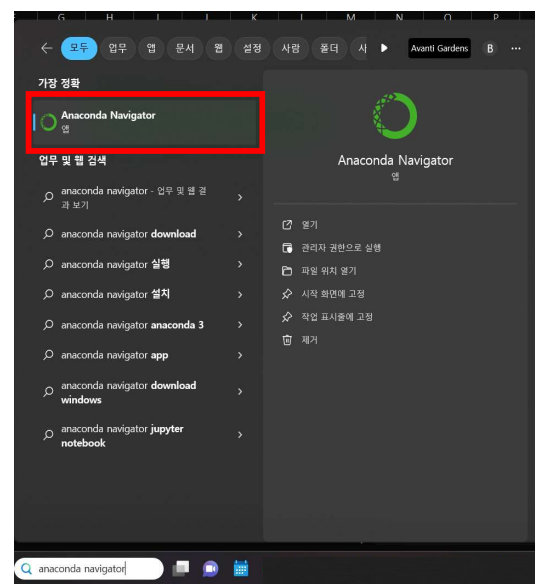 G H I J K L M N O P
모두 업무 앱 문서 웹 설정 사람 폴더 사 Avanti Gardens B
가장 정확
Anaconda Navigator
앱
업무 및 웹 검색
anaconda navigator - 업무 및 웹 결
과 보기
anaconda navigator download
anaconda navigator 실행
anaconda navigator 설치
anaconda navigator anaconda 3
anaconda navigator app
anaconda navigator download
windows
anaconda navigator jupyter
notebook
Anaconda Navigator
앱
열기
관리자 권한으로 실행
파일 위치 열기
시작 화면에 고정
작업 표시줄에 고정
제거
anaconda navigator